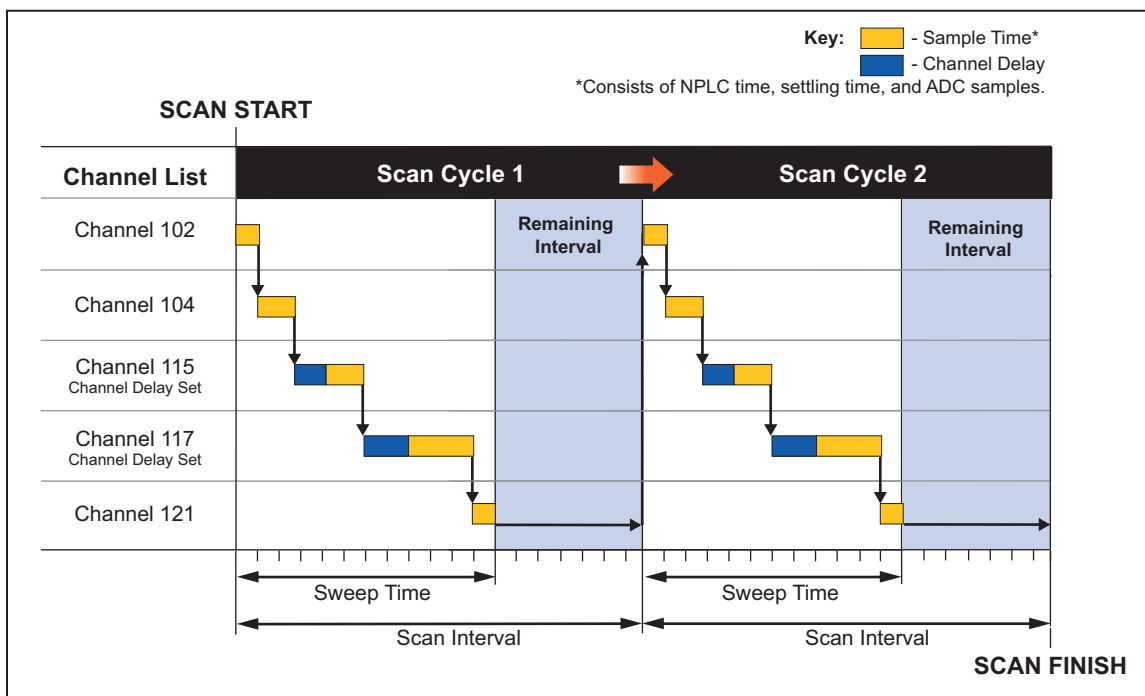 Key: - Sample Time*
- Channel Delay
*Consists of NPLC time, settling time, and ADC samples.
SCAN START
Channel List Scan Cycle 1 Scan Cycle 2
Channel 102
Remaining
Interval
Remaining
Interval
Channel 104
Channel 115
Channel Delay Set
Channel 117
Channel Delay Set
Channel 121
Sweep Time Sweep Time
Scan Interval Scan Interval
SCAN FINISH